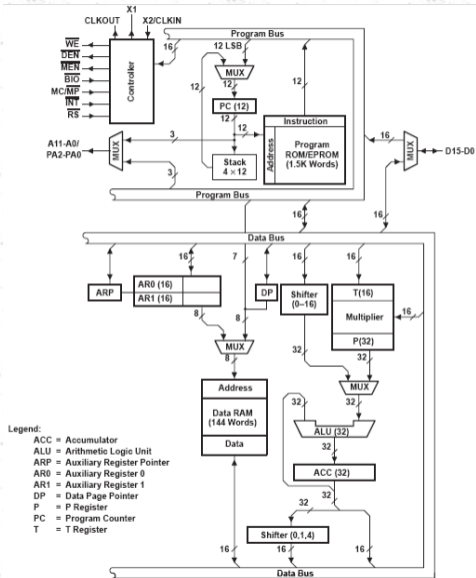 X1
CLKOUT
X2/CLKIN
Program Bus
WE
DEN
MEN
BIO
MC/MP
INT
RS
Controller
16
12 LSB
MUX
12
12
12
PC (12)
12
12
Stack
4 × 12
Instruction
Address
Program
ROM/EPROM
(1.5K Words)
A11-A0/
PA2-PA0
MUX
3
3
16
MUX
D15-D0
Program Bus
16
16
Data Bus
16
7
16
16
ARP
AR0 (16)
AR1 (16)
DP
Shifter
(0–16)
T(16)
Multiplier
P(32)
16
8
8
MUX
8
32
32
MUX
Address
Data RAM
(144 Words)
Data
32
32
ALU (32)
32
ACC (32)
32
32
Shifter (0,1,4)
16
16
16
Data Bus
Legend:
ACC = Accumulator
ALU = Arithmetic Logic Unit
ARP = Auxiliary Register Pointer
AR0 = Auxiliary Register 0
AR1 = Auxiliary Register 1
DP = Data Page Pointer
P = P Register
PC = Program Counter
T = T Register